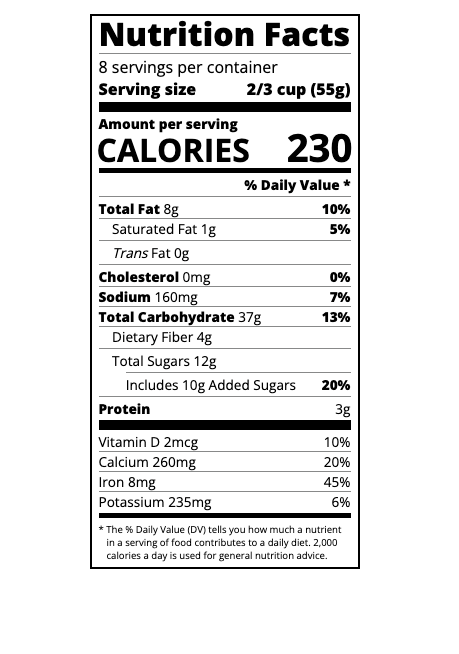 Nutrition Facts
8 servings per container
Serving size 2/3 cup (55g)
Amount per serving
CALORIES 230
% Daily Value *
Total Fat 8g 10%
Saturated Fat 1g 5%
Trans Fat 0g
Cholesterol 0mg 0%
Sodium 160mg 7%
Total Carbohydrate 37g 13%
Dietary Fiber 4g
Total Sugars 12g
Includes 10g Added Sugars 20%
Protein 3g
Vitamin D 2mcg 10%
Calcium 260mg 20%
Iron 8mg 45%
Potassium 235mg 6%
* The % Daily Value (DV) tells you how much a nutrient
in a serving of food contributes to a daily diet. 2,000
calories a day is used for general nutrition advice.